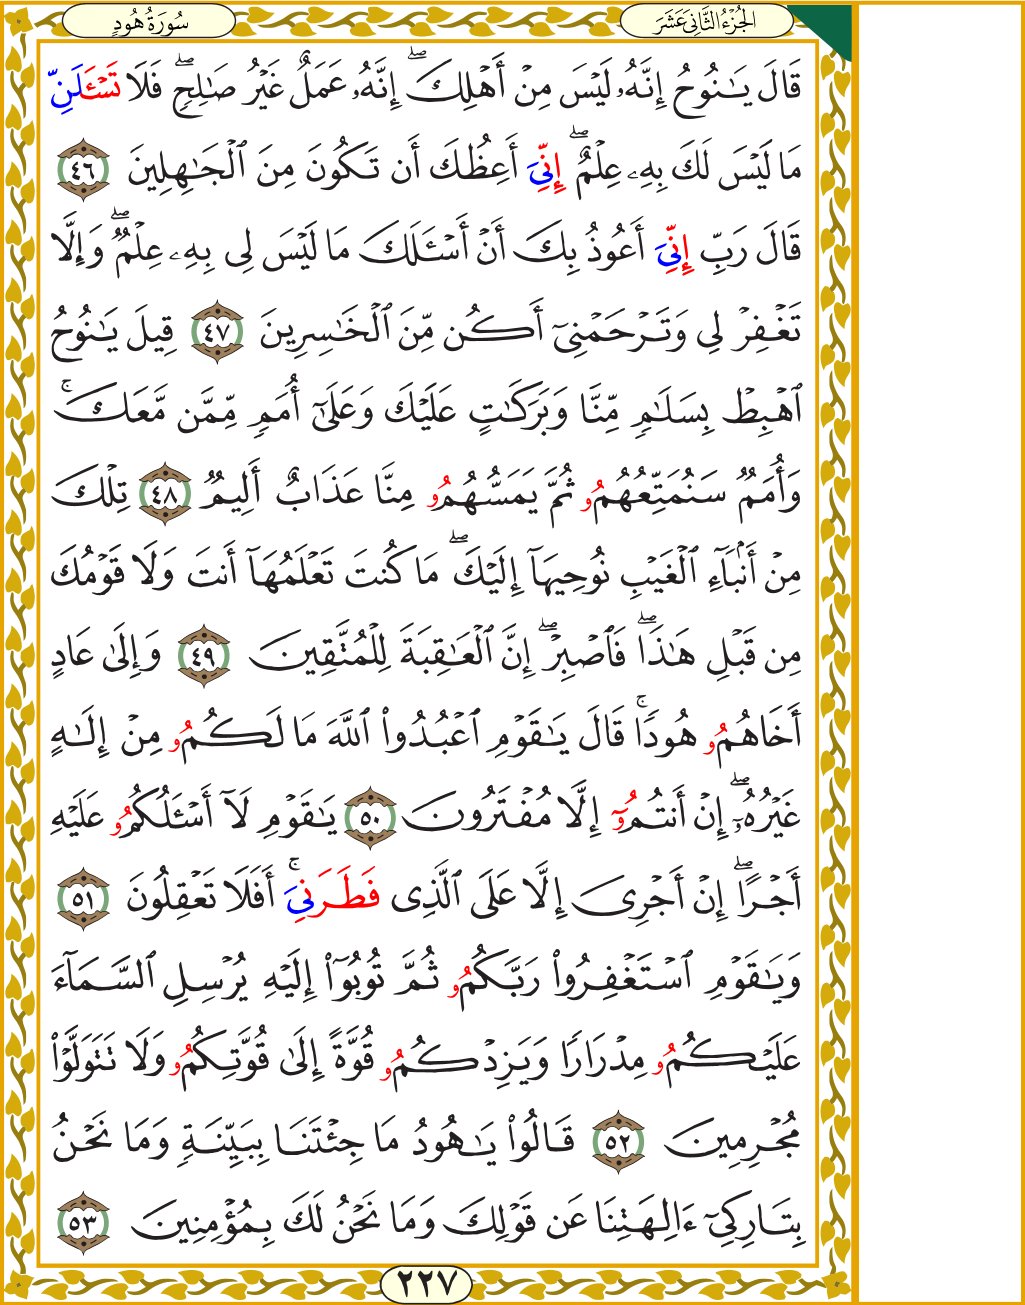 الجُزْءُ الثَّانِيَ عَشَرَ
سُورَةُ هُودٍ
قَالَ يَـٰنُوحُ إِنَّهُۥ لَيْسَ مِنْ أَهْلِكَ ۖ إِنَّهُۥ عَمَلٌ غَيْرُ صَـٰلِحٍ ۖ فَلَا تَسْـَٔلَنِّ
مَا لَيْسَ لَكَ بِهِۦ عِلْمٌ ۖ إِنِّىَ أَعِظُكَ أَن تَكُونَ مِنَ ٱلْجَـٰهِلِينَ ٤٦
قَالَ رَبِّ إِنِّىَ أَعُوذُ بِكَ أَنْ أَسْـَٔلَكَ مَا لَيْسَ لِى بِهِۦ عِلْمٌ ۖ وَإِلَّا
تَغْفِرْ لِى وَتَرْحَمْنِىٓ أَكُن مِّنَ ٱلْخَـٰسِرِينَ ٤٧ قِيلَ يَـٰنُوحُ
ٱهْبِطْ بِسَلَـٰمٍ مِّنَّا وَبَرَكَـٰتٍ عَلَيْكَ وَعَلَىٰٓ أُمَمٍ مِّمَّن مَّعَكَ ۚ
وَأُمَمٌ سَنُمَتِّعُهُمُۥ ثُمَّ يَمَسُّهُمُۥ مِنَّا عَذَابٌ أَلِيمٌ ٤٨ تِلْكَ
مِنْ أَنۢبَآءِ ٱلْغَيْبِ نُوحِيهَآ إِلَيْكَ ۖ مَا كُنتَ تَعْلَمُهَآ أَنتَ وَلَا قَوْمُكَ
مِن قَبْلِ هَـٰذَا ۖ فَٱصْبِرْ ۖ إِنَّ ٱلْعَـٰقِبَةَ لِلْمُتَّقِينَ ٤٩ وَإِلَىٰ عَادٍ
أَخَاهُمُۥ هُودًا ۚ قَالَ يَـٰقَوْمِ ٱعْبُدُوا۟ ٱللَّهَ مَا لَكُمُۥ مِنْ إِلَـٰهٍ
غَيْرُهُۥٓ ۖ إِنْ أَنتُمُۥٓ إِلَّا مُفْتَرُونَ ٥٠ يَـٰقَوْمِ لَآ أَسْـَٔلُكُمُۥ عَلَيْهِ
أَجْرًا ۖ إِنْ أَجْرِىَ إِلَّا عَلَى ٱلَّذِى فَطَرَنِىَ ۚ أَفَلَا تَعْقِلُونَ ٥١
وَيَـٰقَوْمِ ٱسْتَغْفِرُوا۟ رَبَّكُمُۥ ثُمَّ تُوبُوٓا۟ إِلَيْهِ يُرْسِلِ ٱلسَّمَآءَ
عَلَيْكُمُۥ مِدْرَارًا وَيَزِدْكُمُۥ قُوَّةً إِلَىٰ قُوَّتِكُمُۥ وَلَا تَتَوَلَّوْا۟
مُجْرِمِينَ ٥٢ قَالُوا۟ يَـٰهُودُ مَا جِئْتَنَا بِبَيِّنَةٍ وَمَا نَحْنُ
بِتَارِكِىٓ ءَالِهَتِنَا عَن قَوْلِكَ وَمَا نَحْنُ لَكَ بِمُؤْمِنِينَ ٥٣
٢٢٧